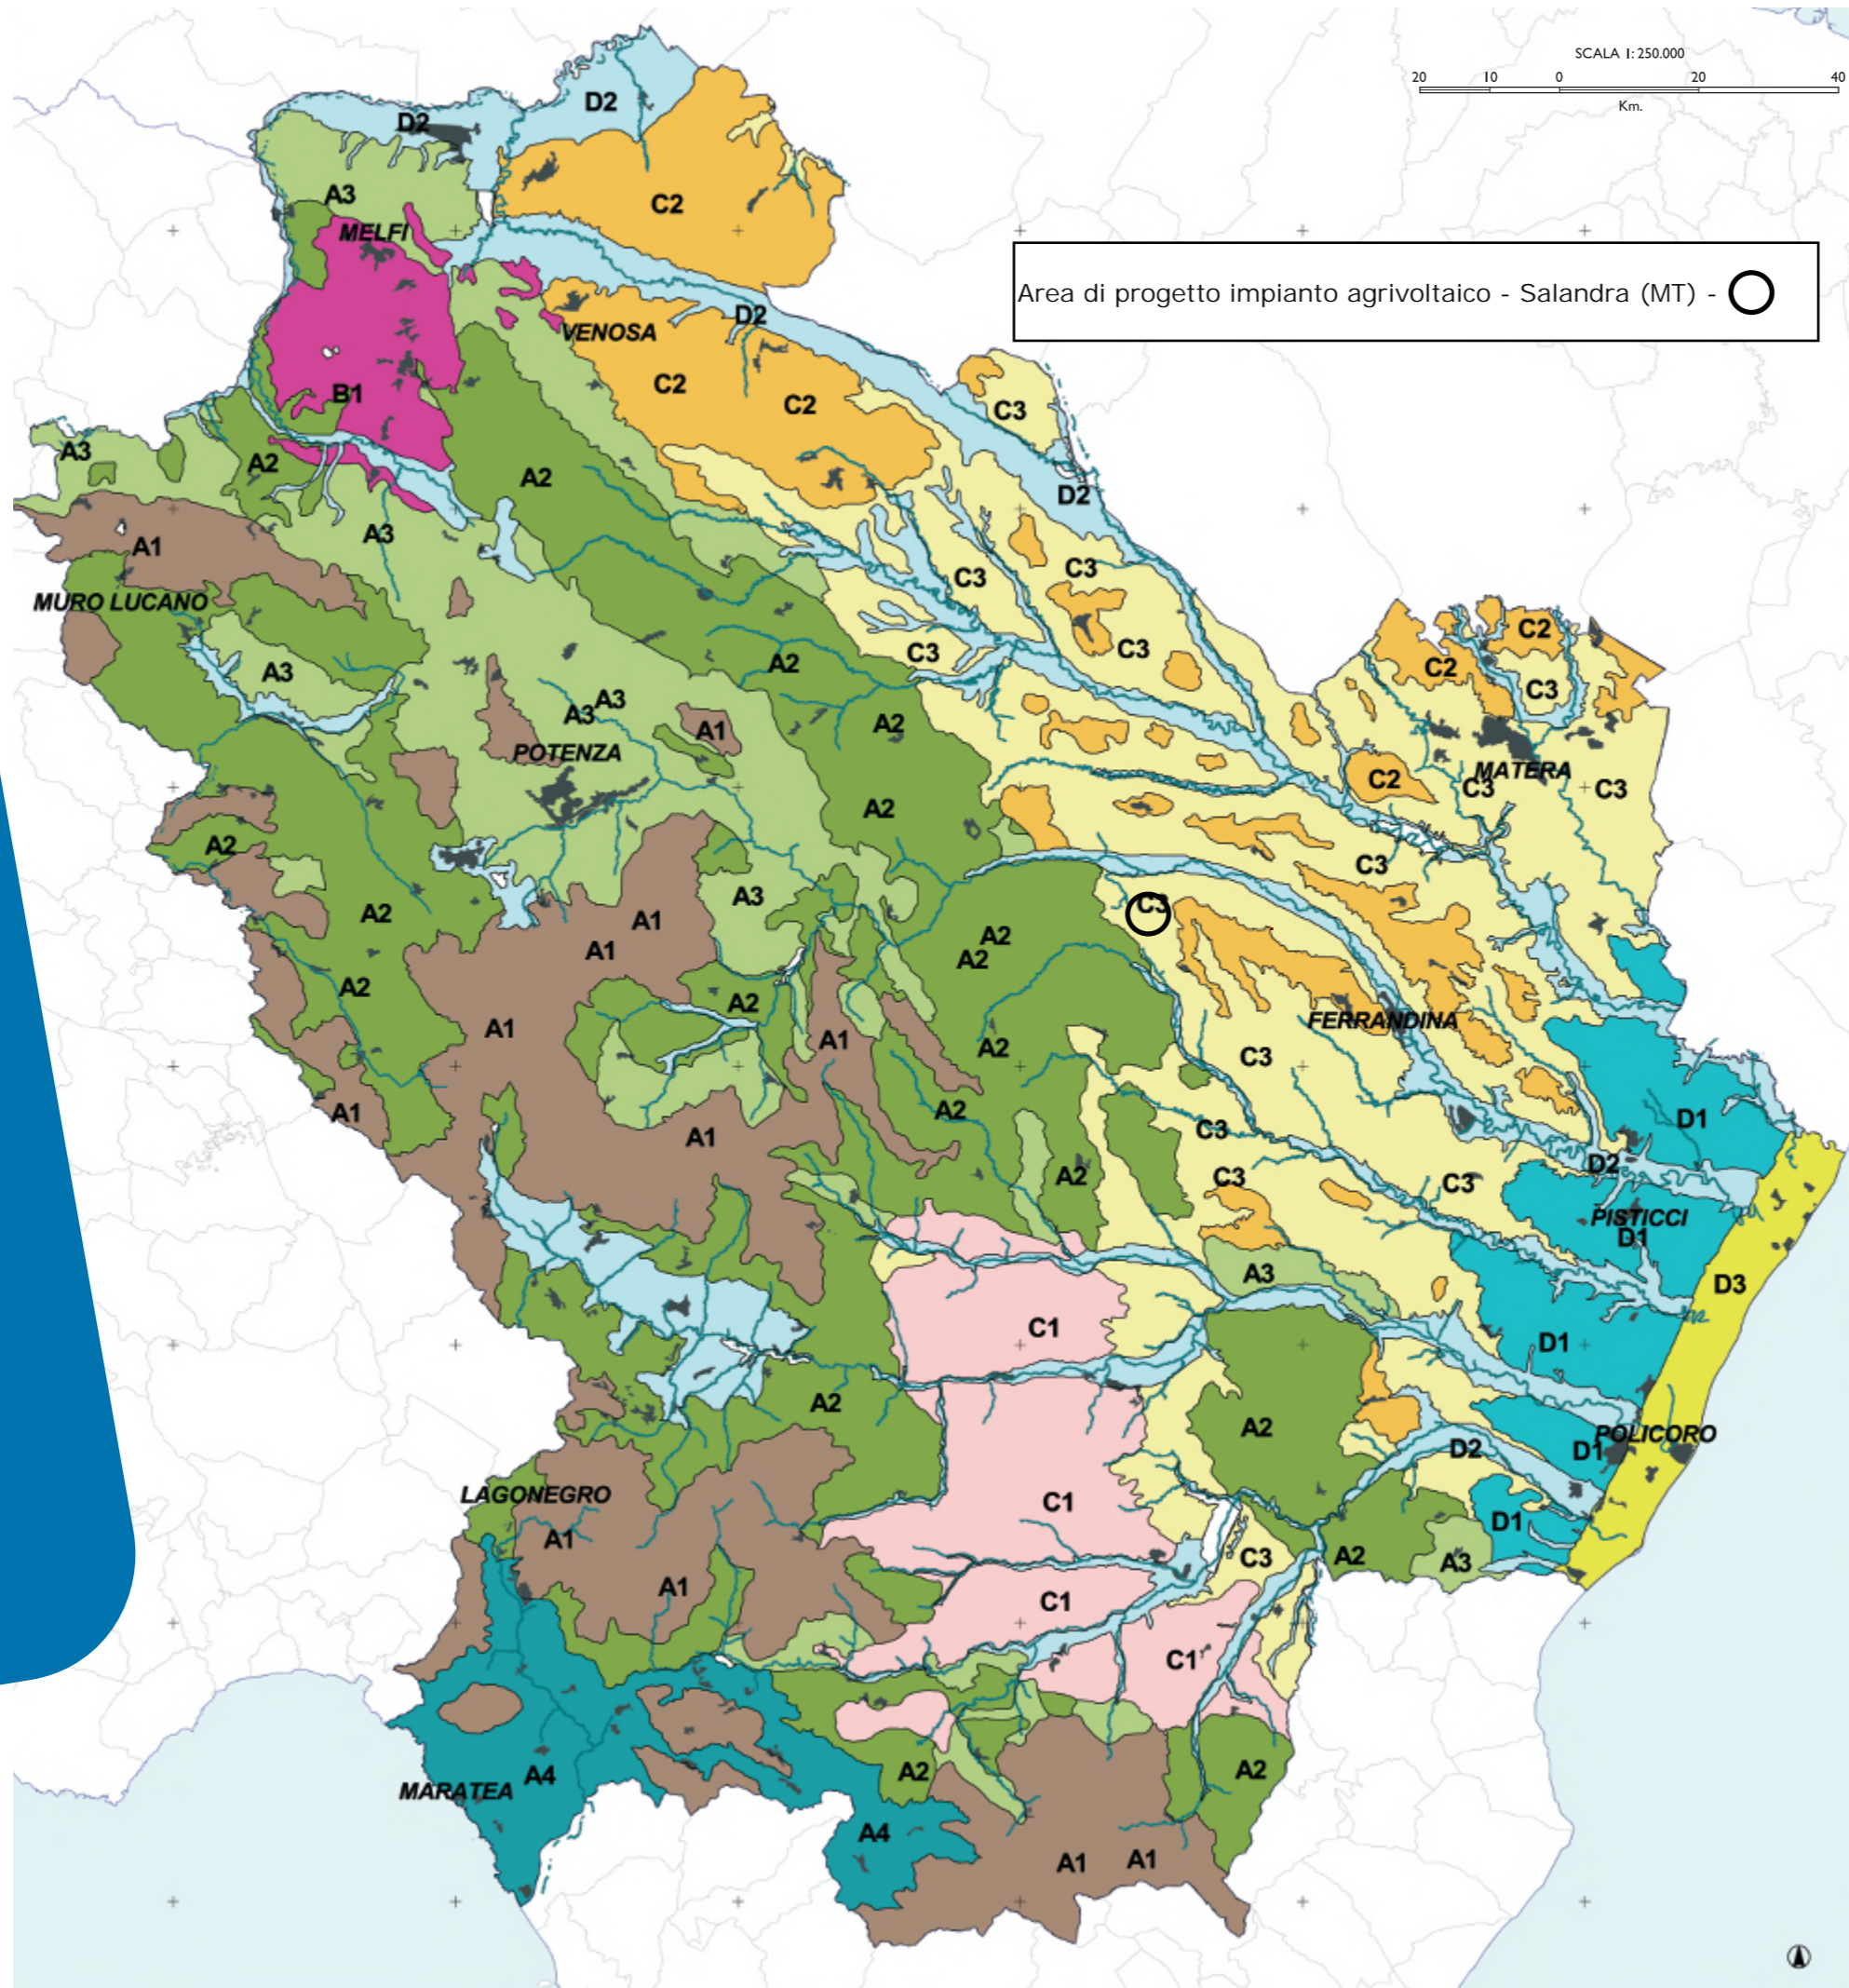 SCALA 1:250.000
20 10 0 20 40
Km.
D2
D2
A3
C2
MELFI
Area di progetto impianto agrivoltaico - Salandra (MT) -
D2
VENOSA
C2
B1
C2
C3
A3
A2
A2
D2
A3
A1
C3
C3
MURO LUCANO
C2
C3
C3
A2
C2
A3
C3
A3
A3
A2
A1
POTENZA
MATERA
C2
C3
C3
A2
A2
C3
A3
C3
A2
A1
A2
A1
A2
A2
A2
A1
FERRANDINA
A1
A2
C3
A2
A1
D1
C3
A1
D2
A2
C3
C3
PISTICCI
D1
A3
D3
C1
D1
A2
A2
POLICORO
D2
D1
LAGONEGRO
C1
D1
A1
C3
A2
A3
A1
C1
C1
A2
A2
A4
MARATEA
A4
A1
A1